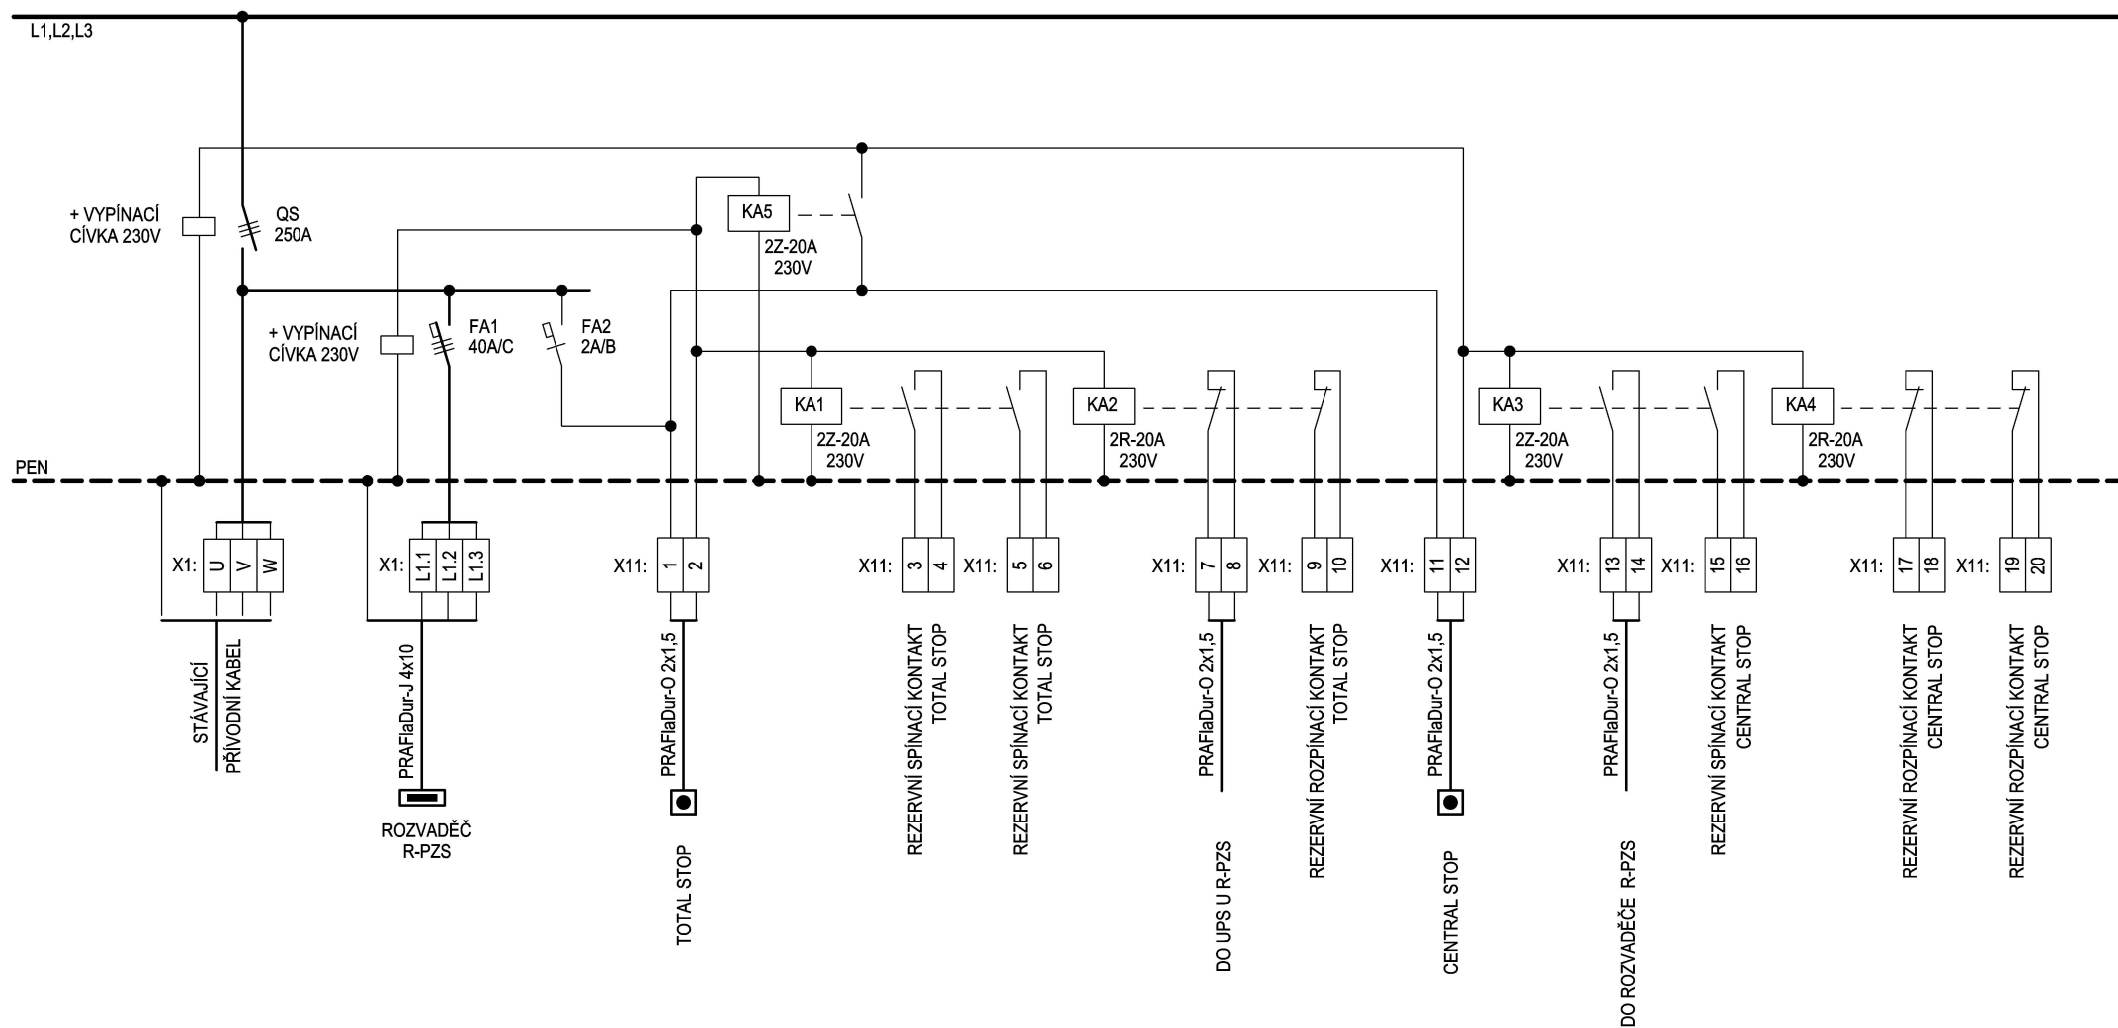 L1,L2,L3
+ VYPÍNACÍ
CÍVKA 230V
QS
250A
KA5
2Z-20A
230V
+ VYPÍNACÍ
CÍVKA 230V
FA1
40A/C
FA2
2A/B
KA1
2Z-20A
230V
KA2
2R-20A
230V
KA3
2Z-20A
230V
KA4
2R-20A
230V
PEN
X1:
U
V
W
X1:
L1.1
L1.2
L1.3
X11:
1
2
X11:
3
4
X11:
5
6
X11:
7
8
X11:
9
10
X11:
11
12
X11:
13
14
X11:
15
16
X11:
17
18
X11:
19
20
STÁVAJÍCÍ
PŘÍVODNÍ KABEL
PRAFlaDur-J 4x10
ROZVADĚČ
R-PZS
PRAFlaDur-O 2x1,5
TOTAL STOP
REZERVNÍ SPÍNACÍ KONTAKT
TOTAL STOP
REZERVNÍ SPÍNACÍ KONTAKT
TOTAL STOP
PRAFlaDur-O 2x1,5
DO UPS U R-PZS
REZERVNÍ ROZPÍNACÍ KONTAKT
TOTAL STOP
PRAFlaDur-O 2x1,5
CENTRAL STOP
PRAFlaDur-O 2x1,5
DO ROZVADĚČE R-PZS
REZERVNÍ SPÍNACÍ KONTAKT
CENTRAL STOP
REZERVNÍ ROZPÍNACÍ KONTAKT
CENTRAL STOP
REZERVNÍ ROZPÍNACÍ KONTAKT
CENTRAL STOP